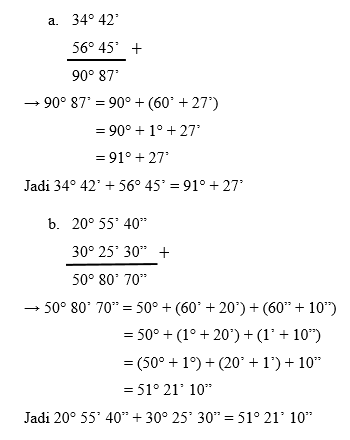 a. 34° 42’
56° 45’ +
90° 87’
→ 90° 87’ = 90° + (60’ + 27’)
= 90° + 1° + 27’
= 91° + 27’
Jadi 34° 42’ + 56° 45’ = 91° + 27’
b. 20° 55’ 40”
30° 25’ 30” +
50° 80’ 70”
→ 50° 80’ 70” = 50° + (60’ + 20’) + (60” + 10”)
= 50° + (1° + 20’) + (1’ + 10”)
= (50° + 1°) + (20’ + 1’) + 10”
= 51° 21’ 10”
Jadi 20° 55’ 40” + 30° 25’ 30” = 51° 21’ 10”